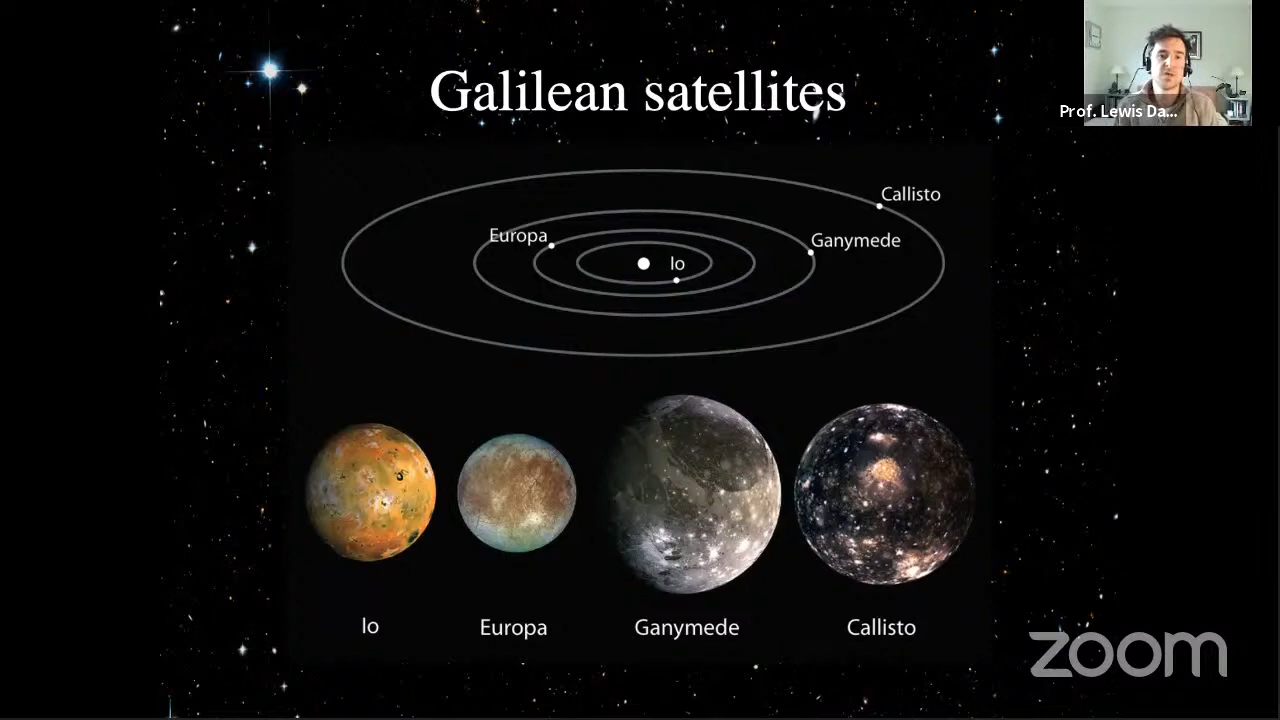 Galilean satellites
Prof. Lewis Da...
Callisto
Europa
Ganymede
Io
Io
Europa
Ganymede
Callisto
zoom